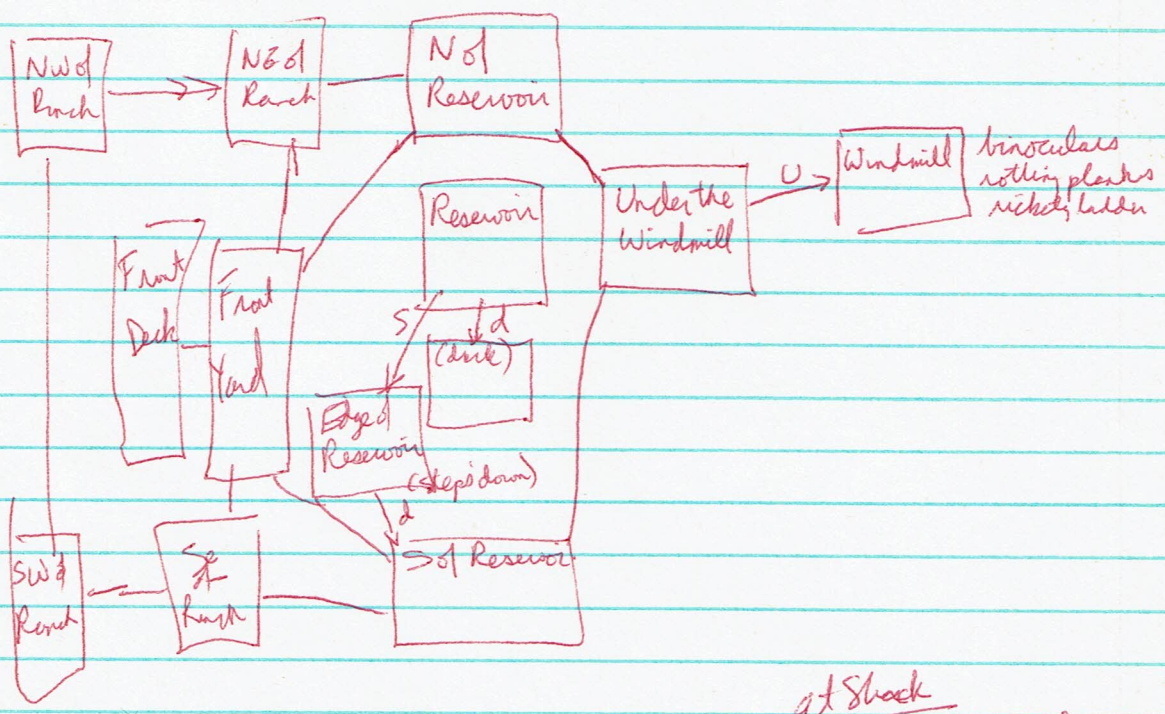 NW of
Ranch
NE of
Ranch
N of
Reservoir
Reservoir
Under the
Windmill
U
Windmill
binoculars
rotting planks
rickety ladder
Front
Deck
Front
Yard
S
d
(dark)
Edge of
Reservoir
(steps down)
d
SW of
Ranch
SE
of
Ranch
S of Reservoir
at Shack